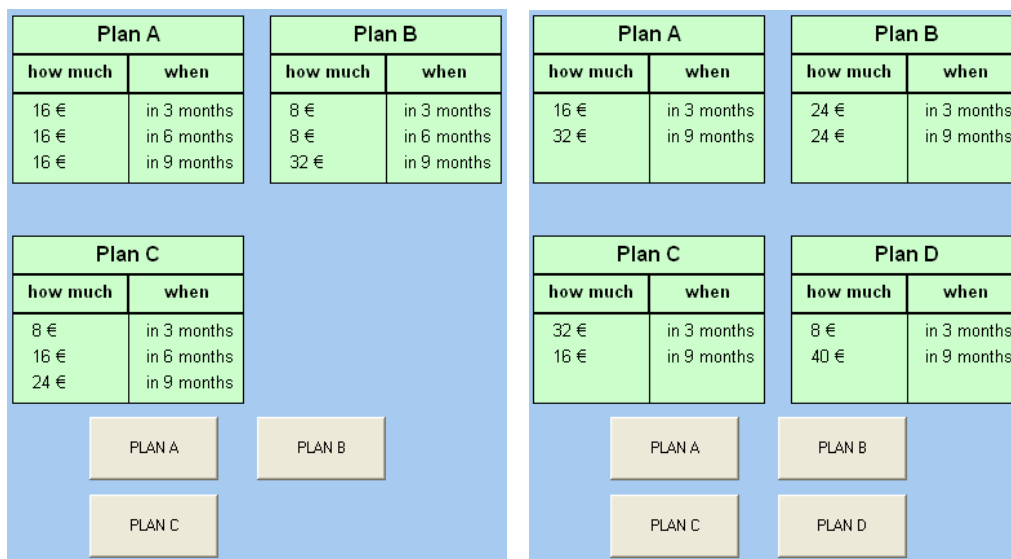 Plan A
how much when
16 € in 3 months
16 € in 6 months
16 € in 9 months
Plan B
how much when
8 € in 3 months
8 € in 6 months
32 € in 9 months
Plan C
how much when
8 € in 3 months
16 € in 6 months
24 € in 9 months
PLAN A
PLAN B
PLAN C
Plan A
how much when
16 € in 3 months
32 € in 9 months
Plan B
how much when
24 € in 3 months
24 € in 9 months
Plan C
how much when
32 € in 3 months
16 € in 9 months
Plan D
how much when
8 € in 3 months
40 € in 9 months
PLAN A
PLAN B
PLAN C
PLAN D